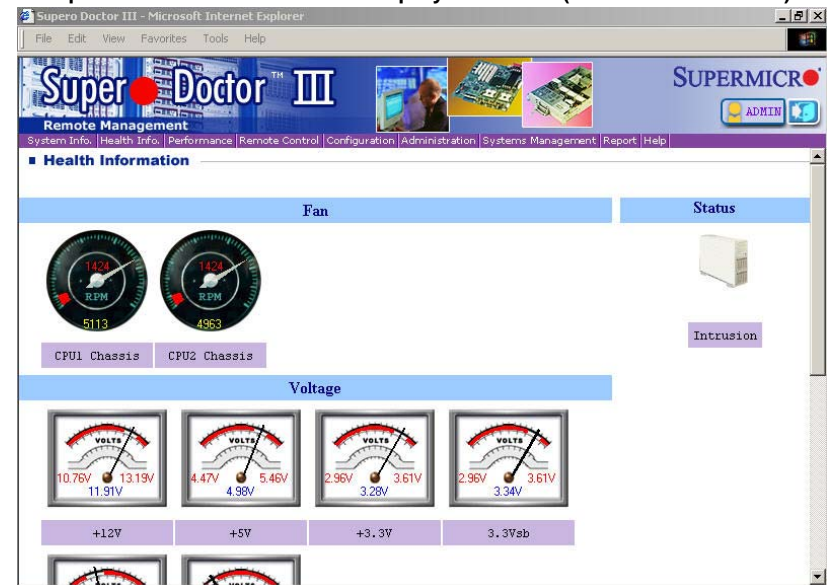 Supero Doctor III - Microsoft Internet Explorer
File Edit View Favorites Tools Help
Super Doctor™ III
Remote Management
SUPERMICR
ADMIN
System Info. Health Info. Performance Remote Control Configuration Administration Systems Management Report Help
Health Information
Fan
Status
1424
RPM
5113
1424
RPM
4963
CPU1 Chassis
CPU2 Chassis
Intrusion
Voltage
VOLTS
10.76V 13.19V
11.91V
VOLTS
4.47V 5.46V
4.98V
VOLTS
2.96V 3.61V
3.28V
VOLTS
2.96V 3.61V
3.34V
+12V
+5V
+3.3V
3.3Vsb